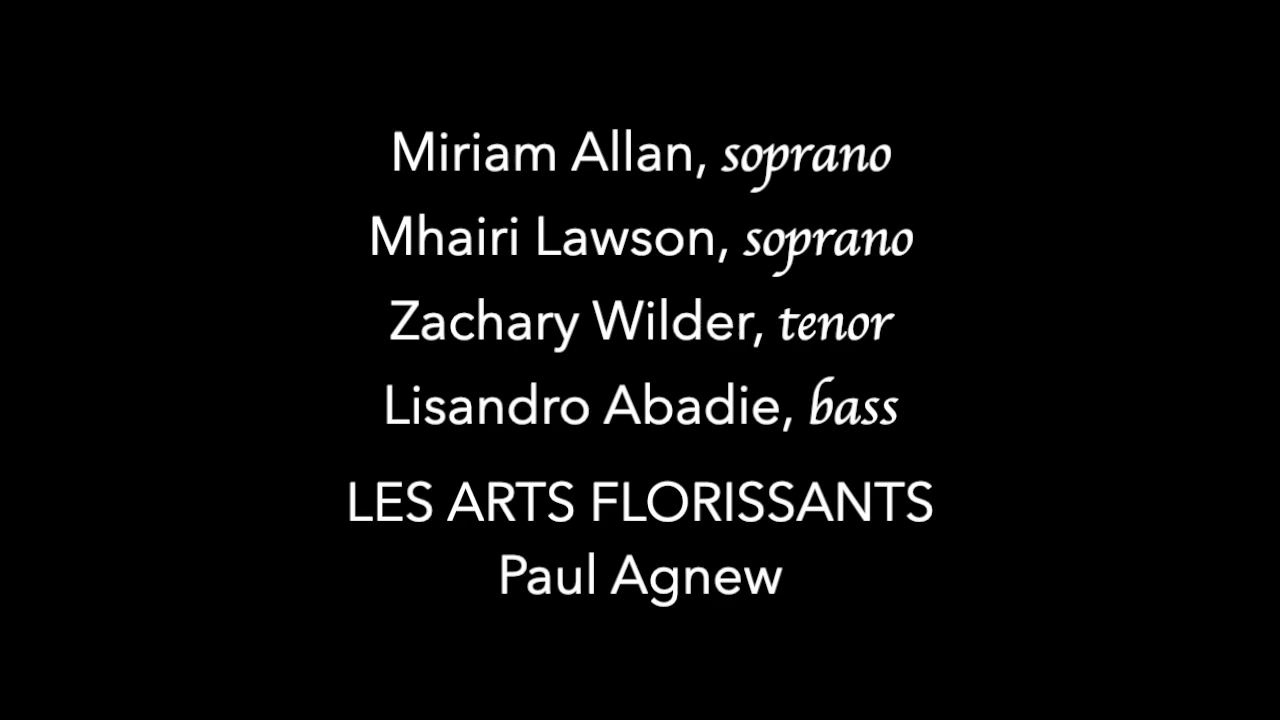 Miriam Allan, soprano
Mhairi Lawson, soprano
Zachary Wilder, tenor
Lisandro Abadie, bass
LES ARTS FLORISSANTS
Paul Agnew